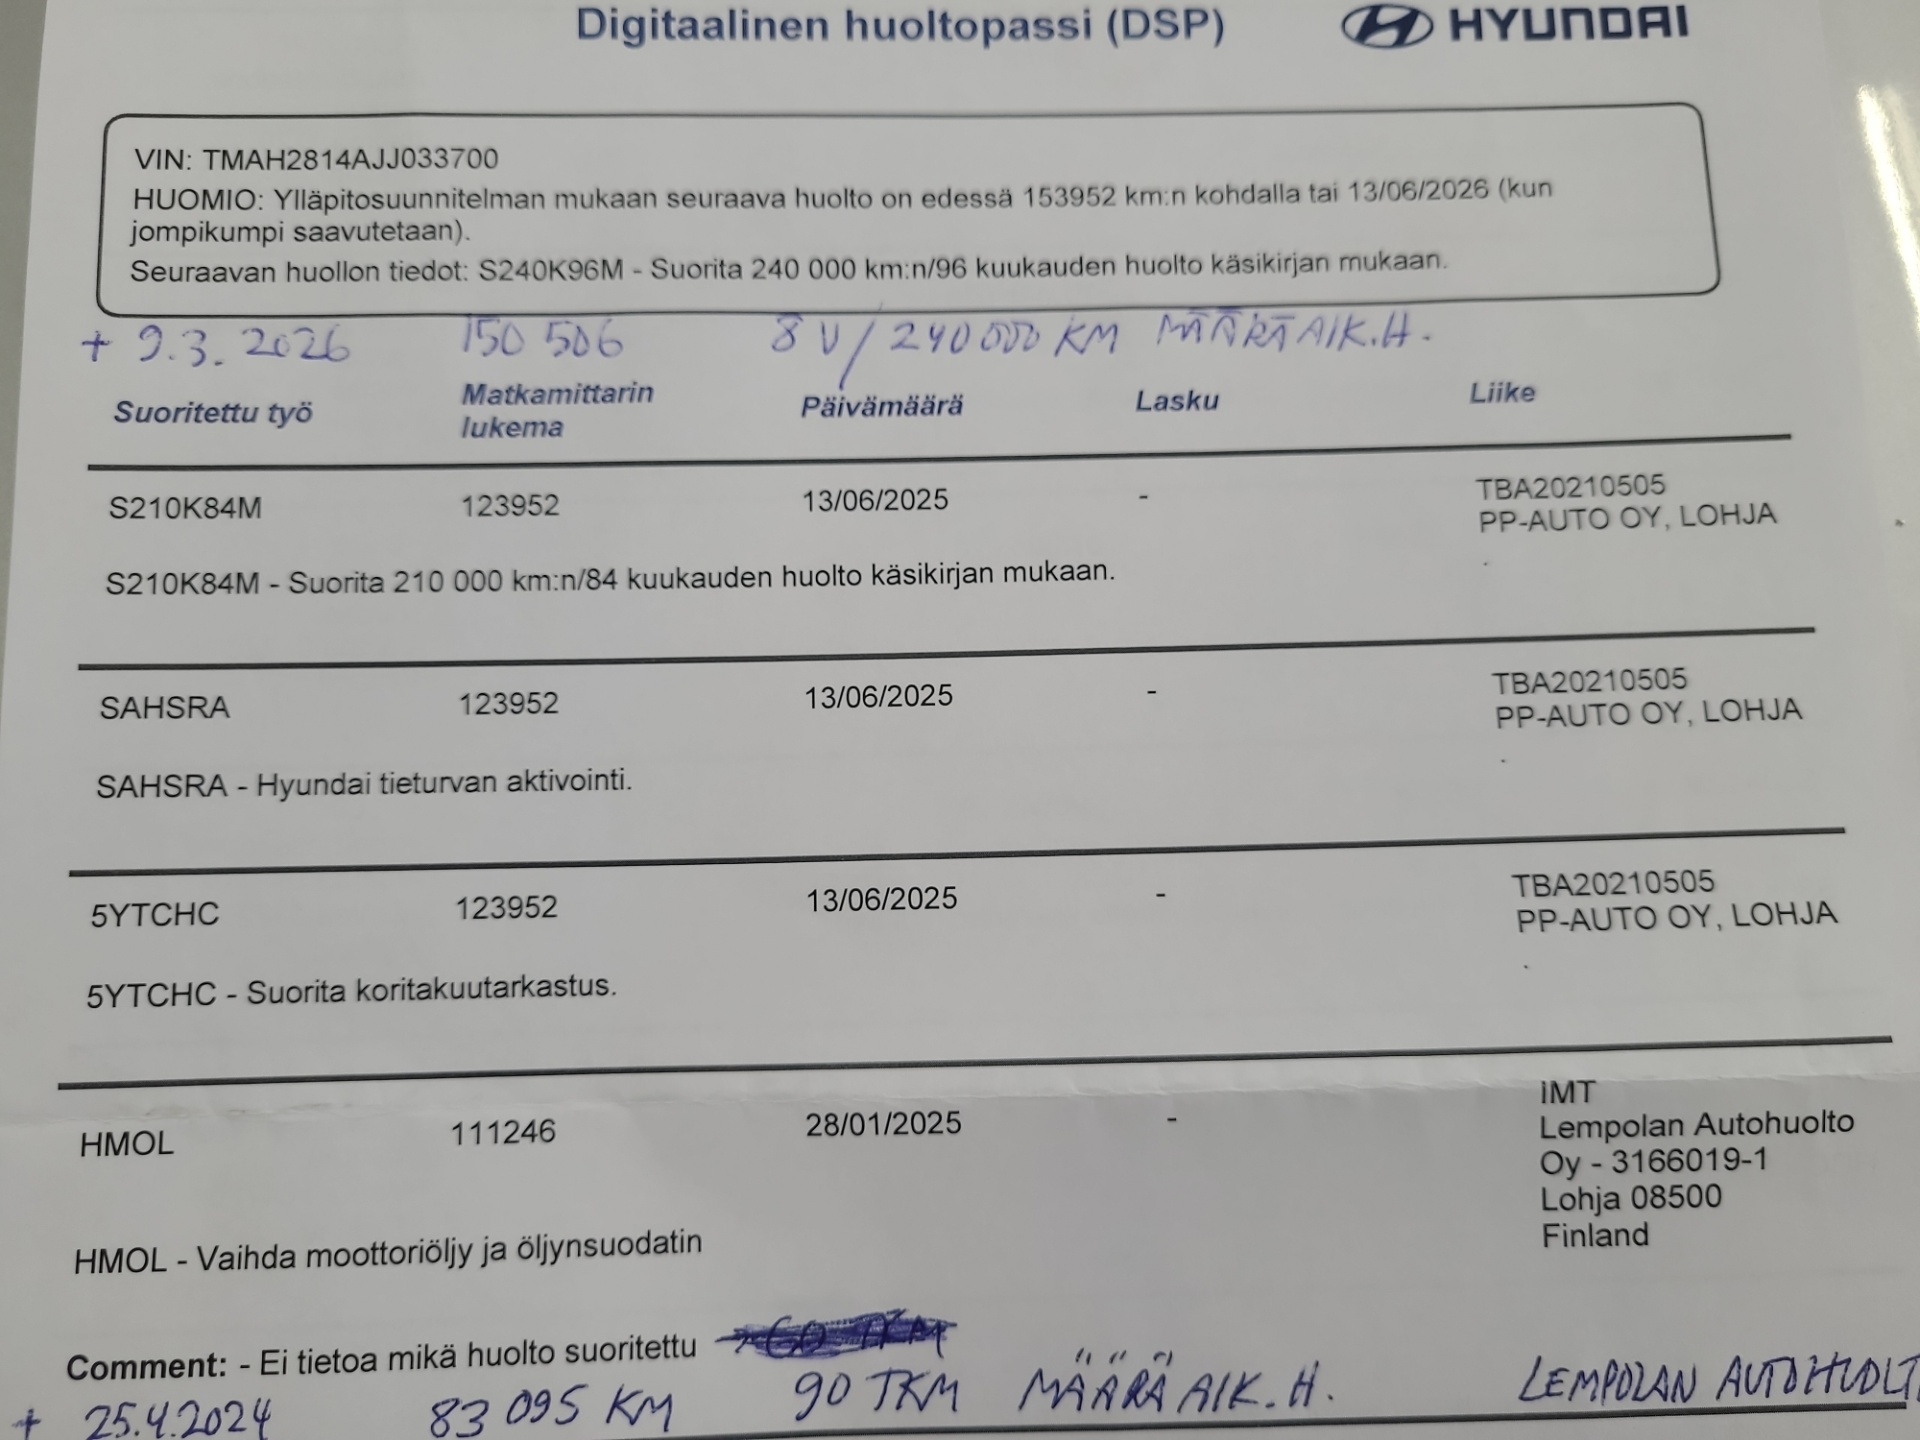 Digitaalinen huoltopassi (DSP)
HYUNDAI
VIN: TMAH2814AJJ033700
HUOMIO: Ylläpitosuunnitelman mukaan seuraava huolto on edessä 153952 km:n kohdalla tai 13/06/2026 (kun
jompikumpi saavutetaan).
Seuraavan huollon tiedot: S240K96M - Suorita 240 000 km:n/96 kuukauden huolto käsikirjan mukaan.
+ 9.3.2026 150 506 8 V/240 000 KM MÄÄRÄAIK.H.
Suoritettu työ Matkamittarin lukema Päivämäärä Lasku Liike
S210K84M 123952 13/06/2025 - TBA20210505
PP-AUTO OY, LOHJA
.
S210K84M - Suorita 210 000 km:n/84 kuukauden huolto käsikirjan mukaan.
SAHSRA 123952 13/06/2025 - TBA20210505
PP-AUTO OY, LOHJA
.
SAHSRA - Hyundai tieturvan aktivointi.
5YTCHC 123952 13/06/2025 - TBA20210505
PP-AUTO OY, LOHJA
.
5YTCHC - Suorita koritakuutarkastus.
HMOL 111246 28/01/2025 - IMT
Lempolan Autohuolto
Oy - 3166019-1
Lohja 08500
Finland
HMOL - Vaihda moottoriöljy ja öljynsuodatin
Comment: - Ei tietoa mikä huolto suoritettu
+ 25.4.2024 83 095 KM 90 TKM MÄÄRÄAIK.H. LEMPOLAN